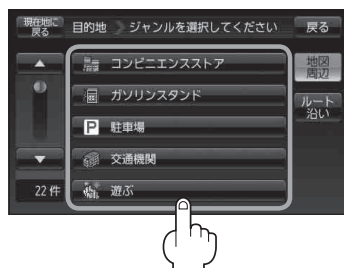 現在地に
戻る
目的地 ジャンルを選択してください
戻る
コンビニエンスストア
ガソリンスタンド
P 駐車場
交通機関
遊ぶ
22 件
地図
周辺
ルート
沿い